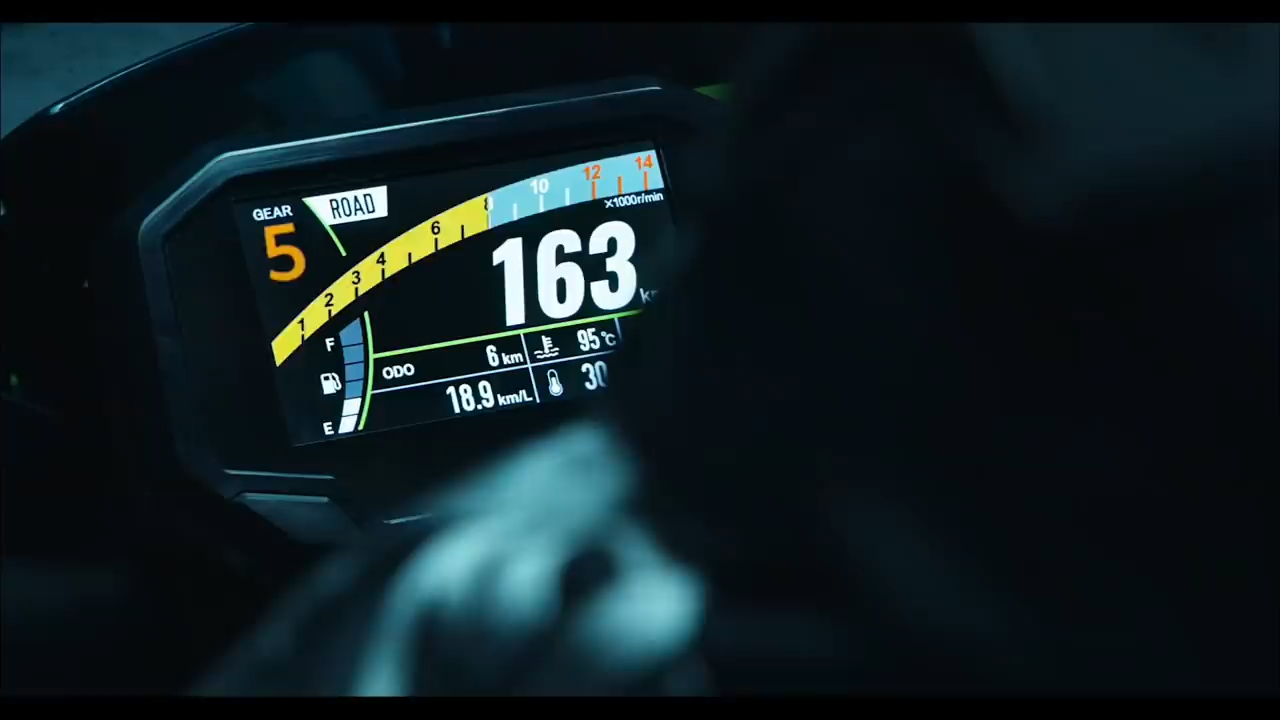 GEAR
5
ROAD
1 2 3 4 6 8 10 12 14
×1000r/min
163
F
E
ODO
6 km
95 °C
18.9 km/L
30